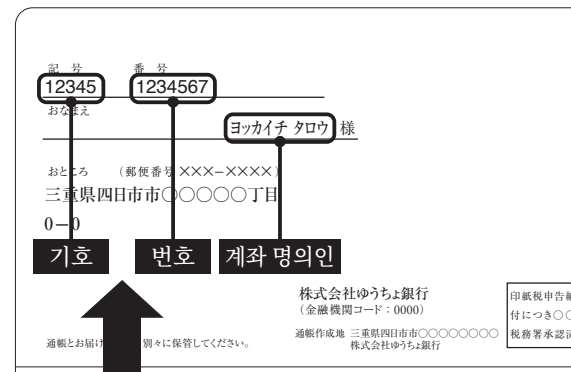 記 号 番 号
12345 1234567
おなまえ
ヨッカイチ タロウ 様
おところ (郵便番号 ×××-××××)
三重県四日市市○○○○○丁目
0-0
기호 번호 계좌 명의인
株式会社ゆうちょ銀行
(金融機関コード:0000)
通帳作成地 三重県四日市市○○○○○○○○
株式会社ゆうちょ銀行
通帳とお届け 別々に保管してください。
印紙税申告納
付につき○○
税務署承認済